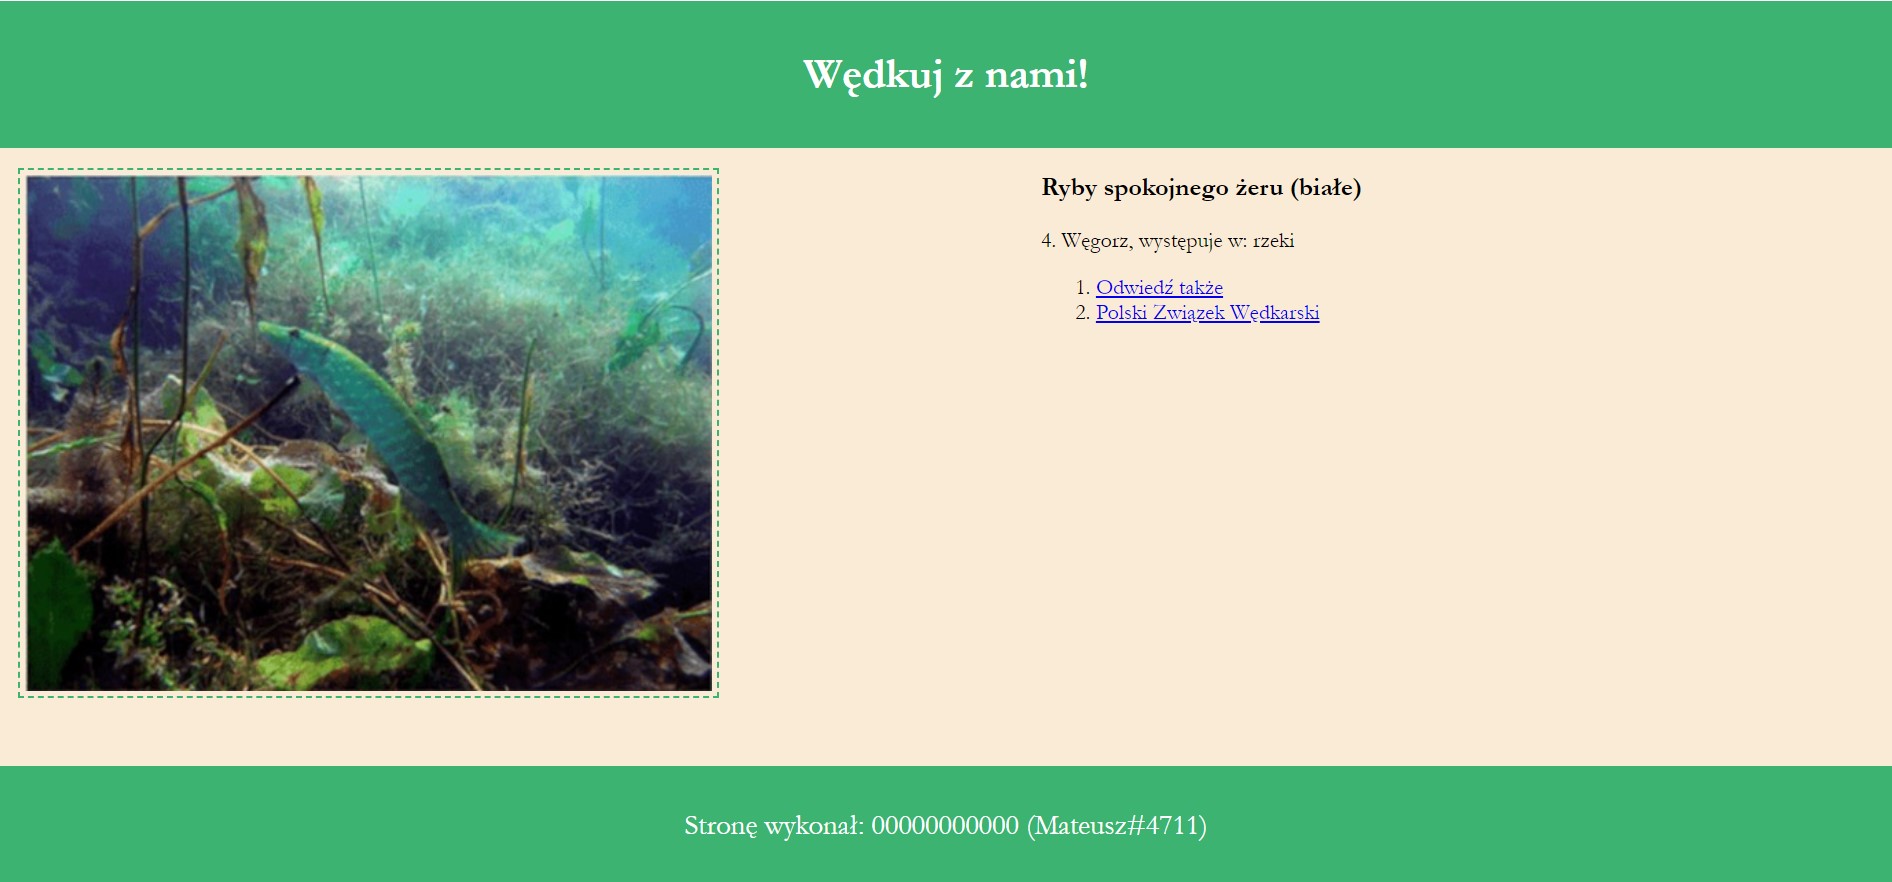 Wędkuj z nami!
Ryby spokojnego żeru (białe)
4. Węgorz, występuje w: rzeki
1. Odwiedź także
2. Polski Związek Wędkarski
Stronę wykonał: 00000000000 (Mateusz#4711)